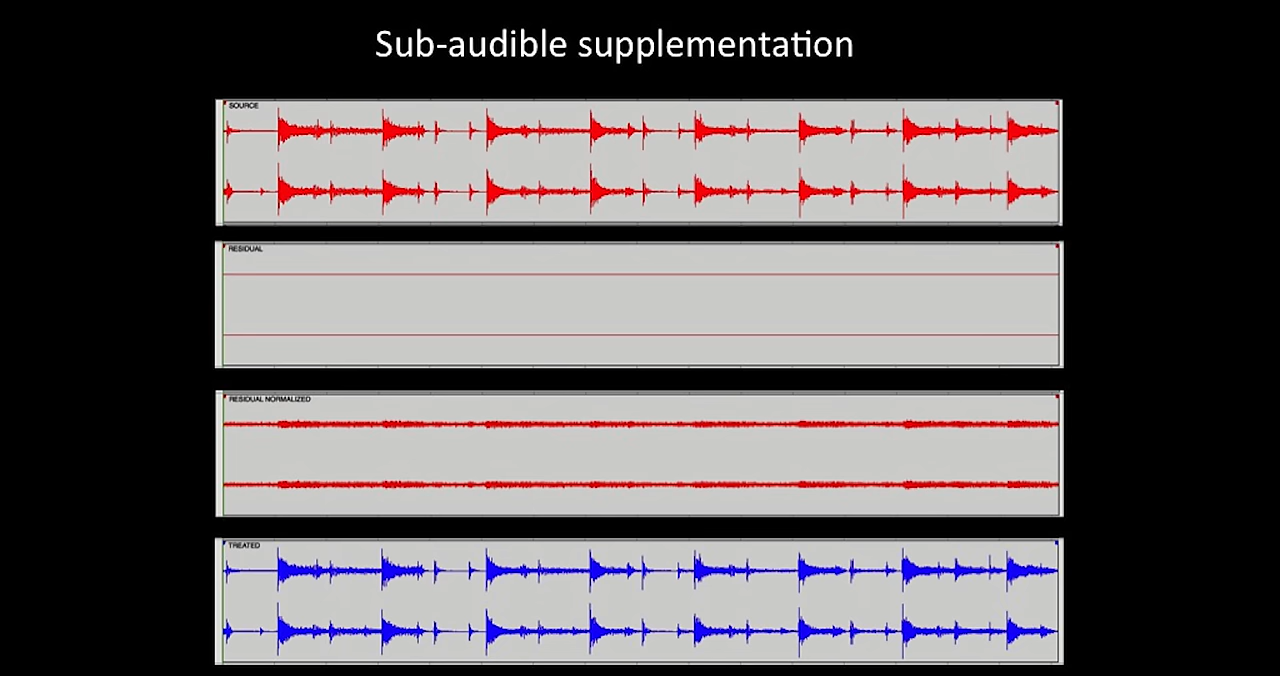 Sub-audible supplementation
SOURCE
RESIDUAL
RESIDUAL NORMALIZED
TREATED